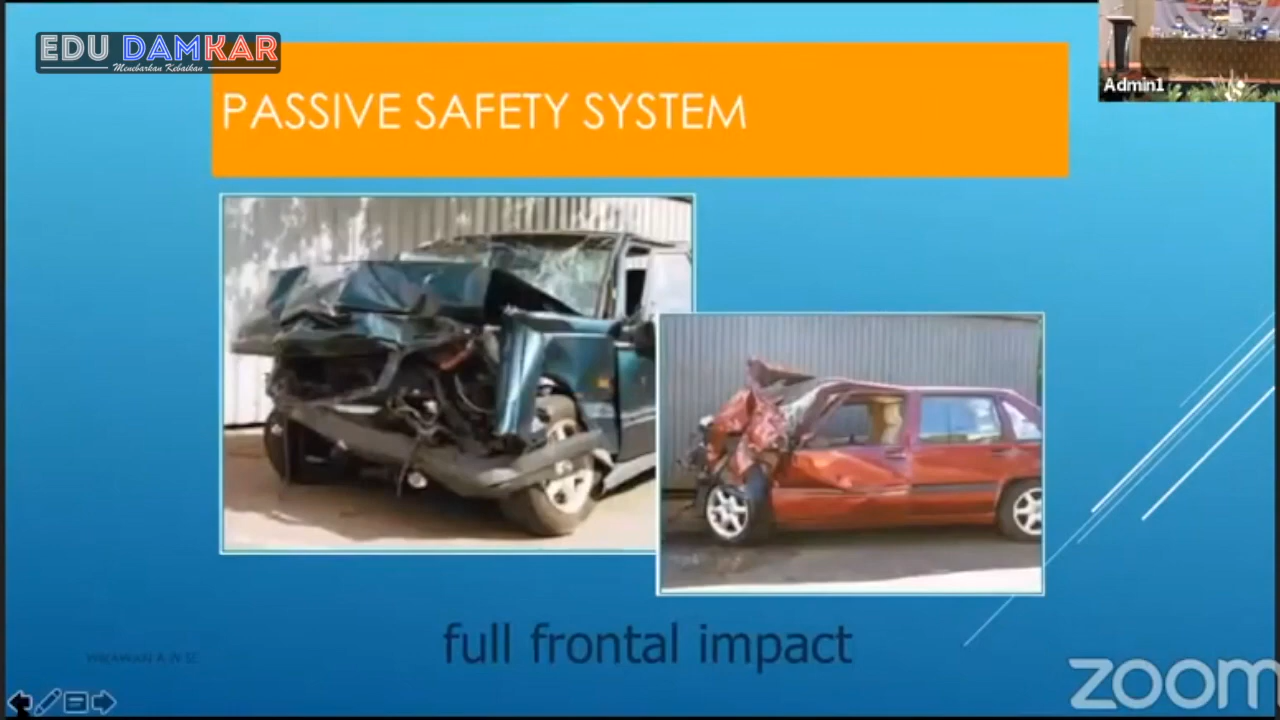 EDU DAMKAR
Menebarkan Kebaikan
Admin1
PASSIVE SAFETY SYSTEM
full frontal impact
zoom